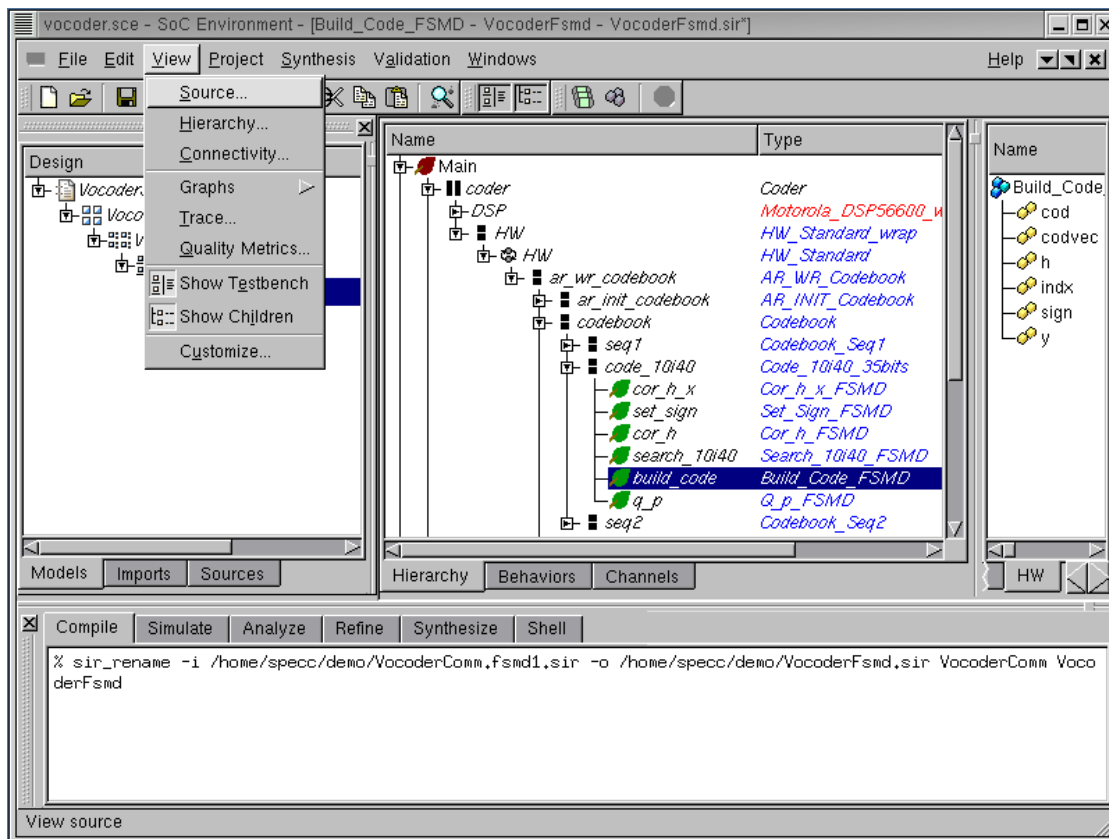 vocoder.sce - SoC Environment - [Build_Code_FSMD - VocoderFsmd - VocoderFsmd.sir*]
File Edit View Project Synthesis Validation Windows Help
Source...
Hierarchy...
Connectivity...
Graphs
Trace...
Quality Metrics...
Show Testbench
Show Children
Customize...
Design
Vocoder
Voco
Models Imports Sources
Name Type
Main
coder Coder
DSP Motorola_DSP56600_w
HW HW_Standard_wrap
HW HW_Standard
ar_wr_codebook AR_WR_Codebook
ar_init_codebook AR_INIT_Codebook
codebook Codebook
seq1 Codebook_Seq1
code_10i40 Code_10i40_35bits
cor_h_x Cor_h_x_FSMD
set_sign Set_Sign_FSMD
cor_h Cor_h_FSMD
search_10i40 Search_10i40_FSMD
build_code Build_Code_FSMD
q_p Q_p_FSMD
seq2 Codebook_Seq2
Hierarchy Behaviors Channels
Name
Build_Code_
cod
codvec
h
indx
sign
y
HW
Compile Simulate Analyze Refine Synthesize Shell
% sir_rename -i /home/specc/demo/VocoderComm.fsmd1.sir -o /home/specc/demo/VocoderFsmd.sir VocoderComm Voco
derFsmd
View source